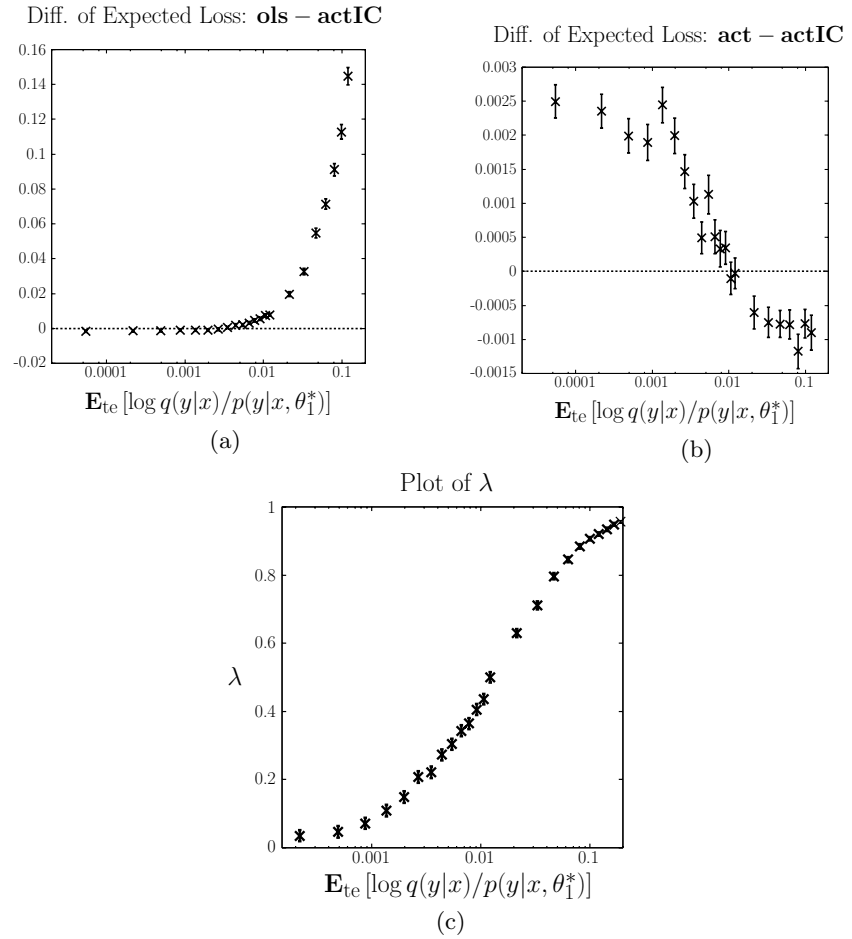 Diff. of Expected Loss: ols − actIC
0.16
0.14
0.12
0.1
0.08
0.06
0.04
0.02
0
-0.02
0.0001 0.001 0.01 0.1
E_te [log q(y|x)/p(y|x, θ₁*)]
(a)
Diff. of Expected Loss: act − actIC
0.003
0.0025
0.002
0.0015
0.001
0.0005
0
-0.0005
-0.001
-0.0015
0.0001 0.001 0.01 0.1
E_te [log q(y|x)/p(y|x, θ₁*)]
(b)
Plot of λ
1
0.8
0.6
λ
0.4
0.2
0
0.001 0.01 0.1
E_te [log q(y|x)/p(y|x, θ₁*)]
(c)